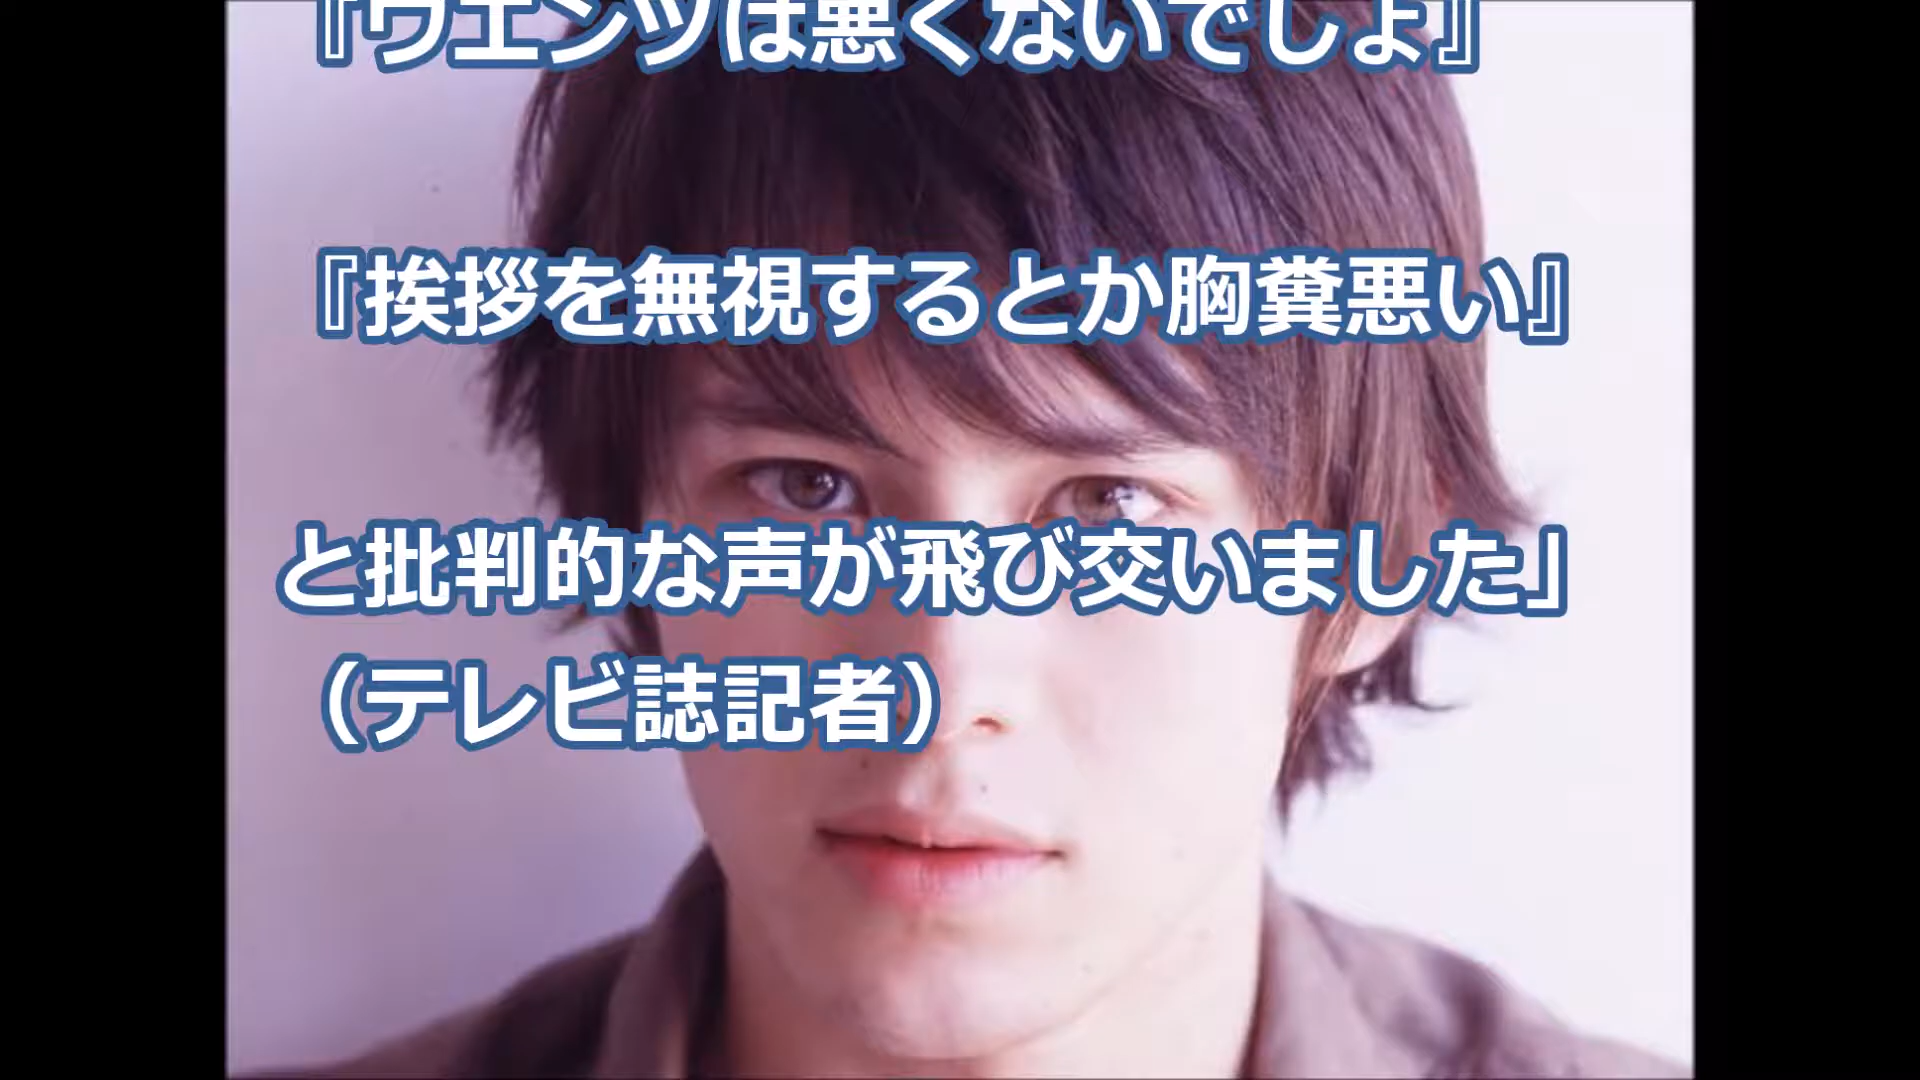 『ウエンツは悪くないでしょ』
『挨拶を無視するとか胸糞悪い』
と批判的な声が飛び交いました」
（テレビ誌記者）